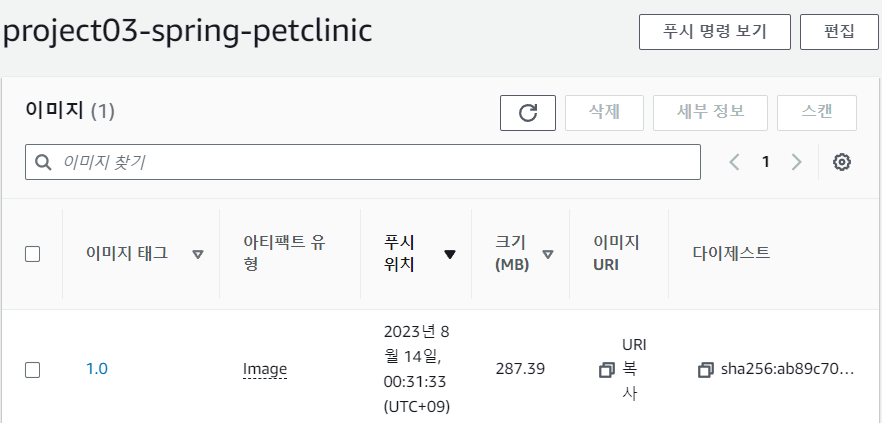 project03-spring-petclinic
푸시 명령 보기
편집
이미지 (1)
삭제
세부 정보
스캔
이미지 찾기
1
이미지 태그
아티팩트 유
형
푸시
위치
크기
(MB)
이미지
URI
다이제스트
1.0
Image
2023년 8
월 14일,
00:31:33
(UTC+09)
287.39
URI
복
사
sha256:ab89c70...